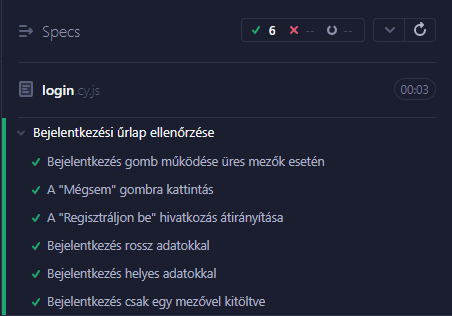 Specs
6 -- --
login.cy.js
00:03
Bejelentkezési űrlap ellenőrzése
Bejelentkezés gomb működése üres mezők esetén
A "Mégsem" gombra kattintás
A "Regisztráljon be" hivatkozás átirányítása
Bejelentkezés rossz adatokkal
Bejelentkezés helyes adatokkal
Bejelentkezés csak egy mezővel kitöltve